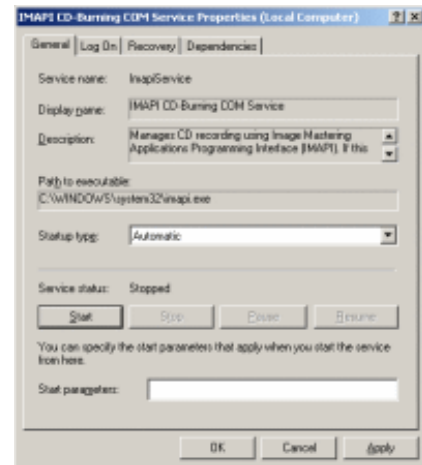 IMAPI CD-Burning COM Service Properties (Local Computer)
General Log On Recovery Dependencies
Service name: ImapiService
Display name: IMAPI CD-Burning COM Service
Description: Manages CD recording using Image Mastering
Applications Programming Interface (IMAPI). If this
Path to executable:
C:\WINDOWS\system32\imapi.exe
Startup type: Automatic
Service status: Stopped
Start Stop Pause Resume
You can specify the start parameters that apply when you start the service
from here.
Start parameters:
OK Cancel Apply